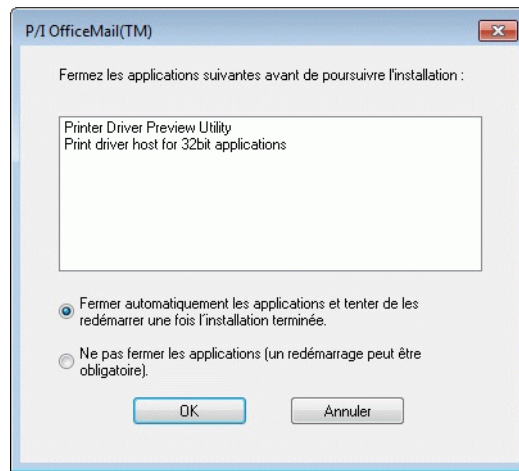 P/I OfficeMail(TM)
Fermez les applications suivantes avant de poursuivre l'installation :
Printer Driver Preview Utility
Print driver host for 32bit applications
Fermer automatiquement les applications et tenter de les
redémarrer une fois l'installation terminée.
Ne pas fermer les applications (un redémarrage peut être
obligatoire).
OK
Annuler